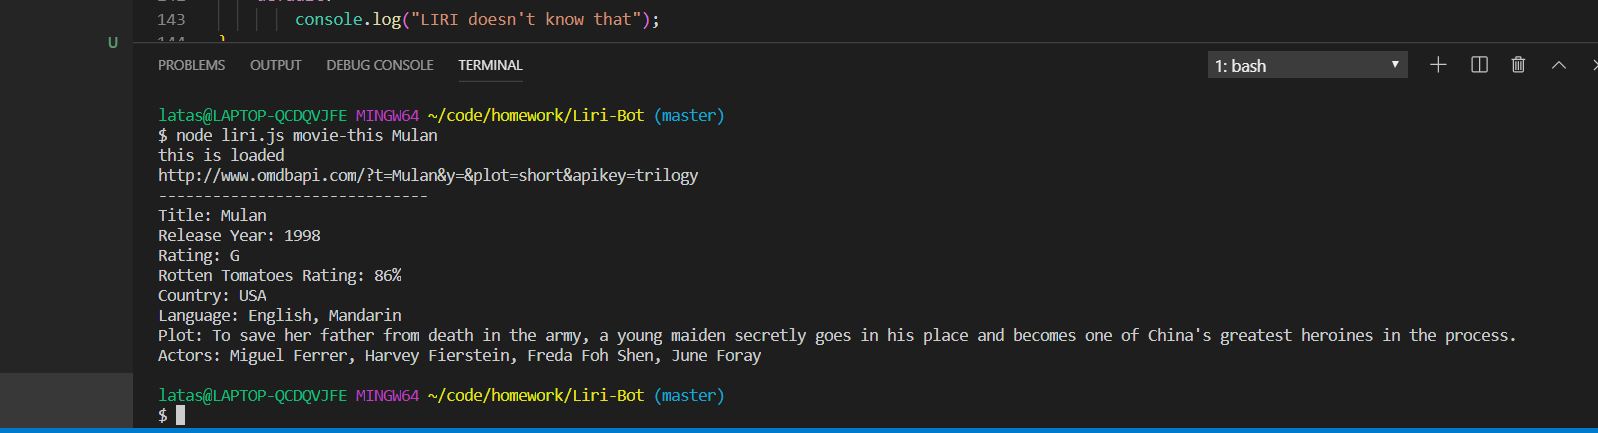 143 console.log("LIRI doesn't know that");
U
PROBLEMS OUTPUT DEBUG CONSOLE TERMINAL 1: bash
latas@LAPTOP-QCDQVJFE MINGW64 ~/code/homework/Liri-Bot (master)
$ node liri.js movie-this Mulan
this is loaded
http://www.omdbapi.com/?t=Mulan&y=&plot=short&apikey=trilogy
------------------------------
Title: Mulan
Release Year: 1998
Rating: G
Rotten Tomatoes Rating: 86%
Country: USA
Language: English, Mandarin
Plot: To save her father from death in the army, a young maiden secretly goes in his place and becomes one of China's greatest heroines in the process.
Actors: Miguel Ferrer, Harvey Fierstein, Freda Foh Shen, June Foray
latas@LAPTOP-QCDQVJFE MINGW64 ~/code/homework/Liri-Bot (master)
$